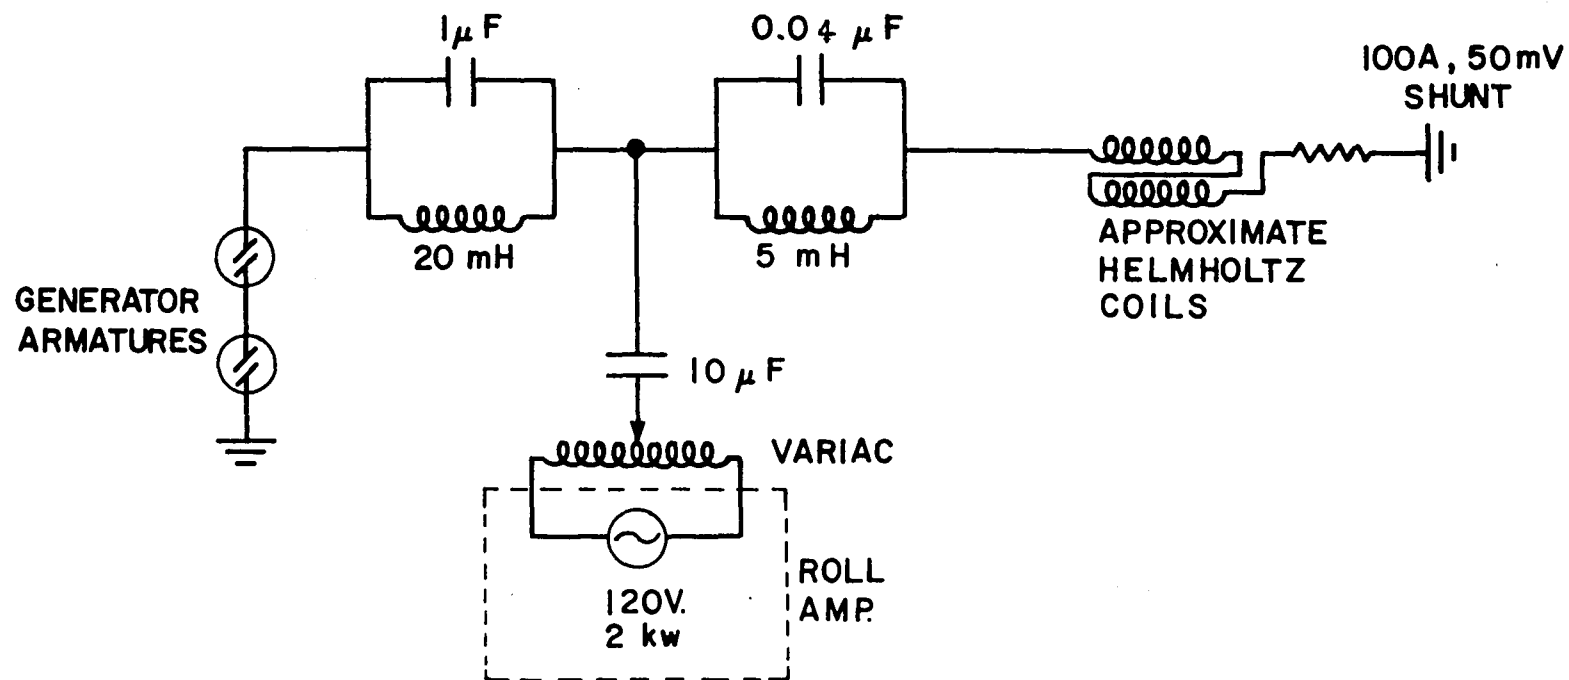 1μF
0.04 μF
100A, 50mV
SHUNT
20 mH
5 mH
APPROXIMATE
HELMHOLTZ
COILS
GENERATOR
ARMATURES
10 μF
VARIAC
120V.
2 kw
ROLL
AMP.